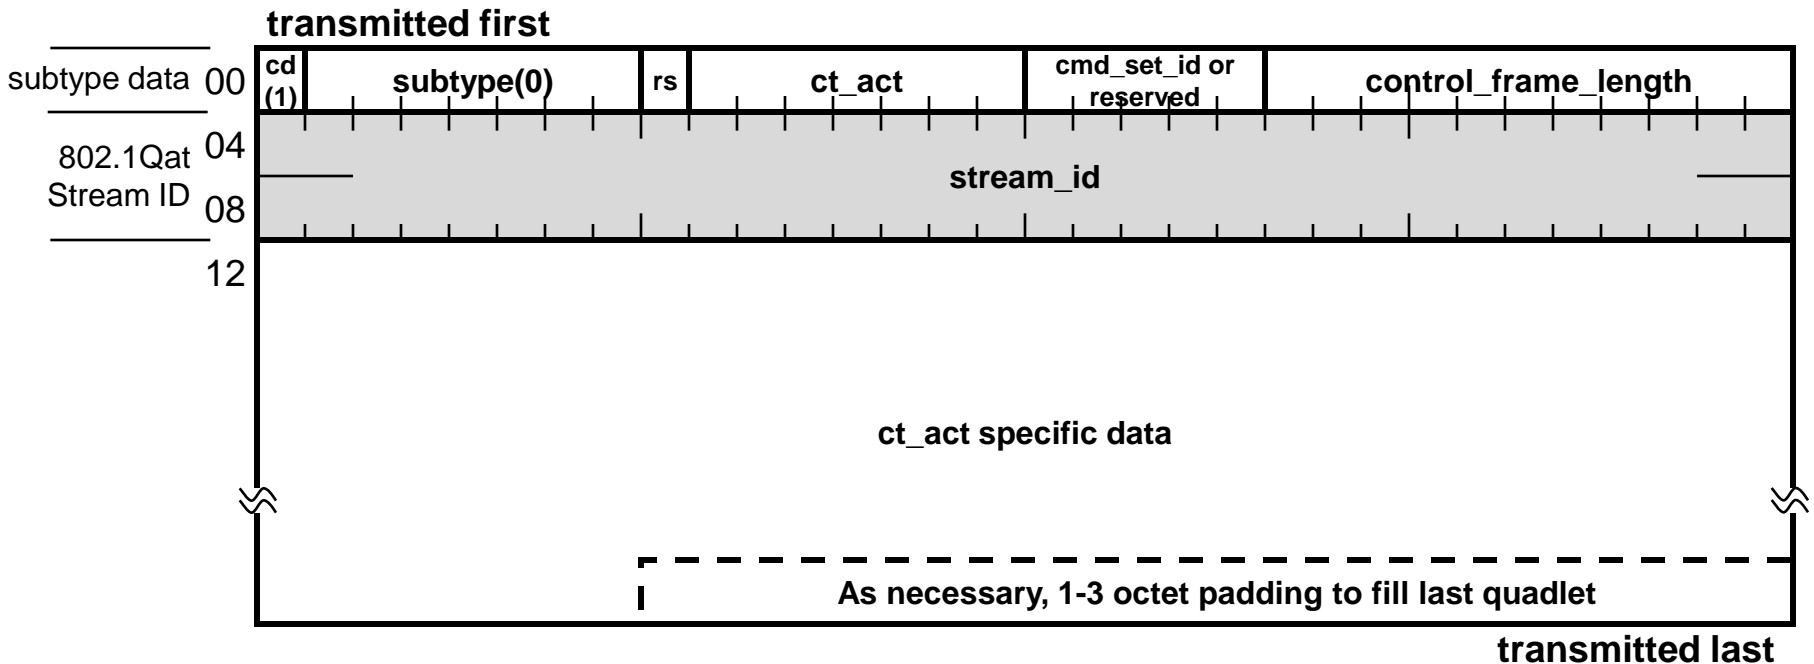 transmitted first
subtype data 00 cd (1) subtype(0) rs ct_act cmd_set_id or reserved control_frame_length
802.1Qat Stream ID 04 08 stream_id
12
ct_act specific data
As necessary, 1-3 octet padding to fill last quadlet
transmitted last